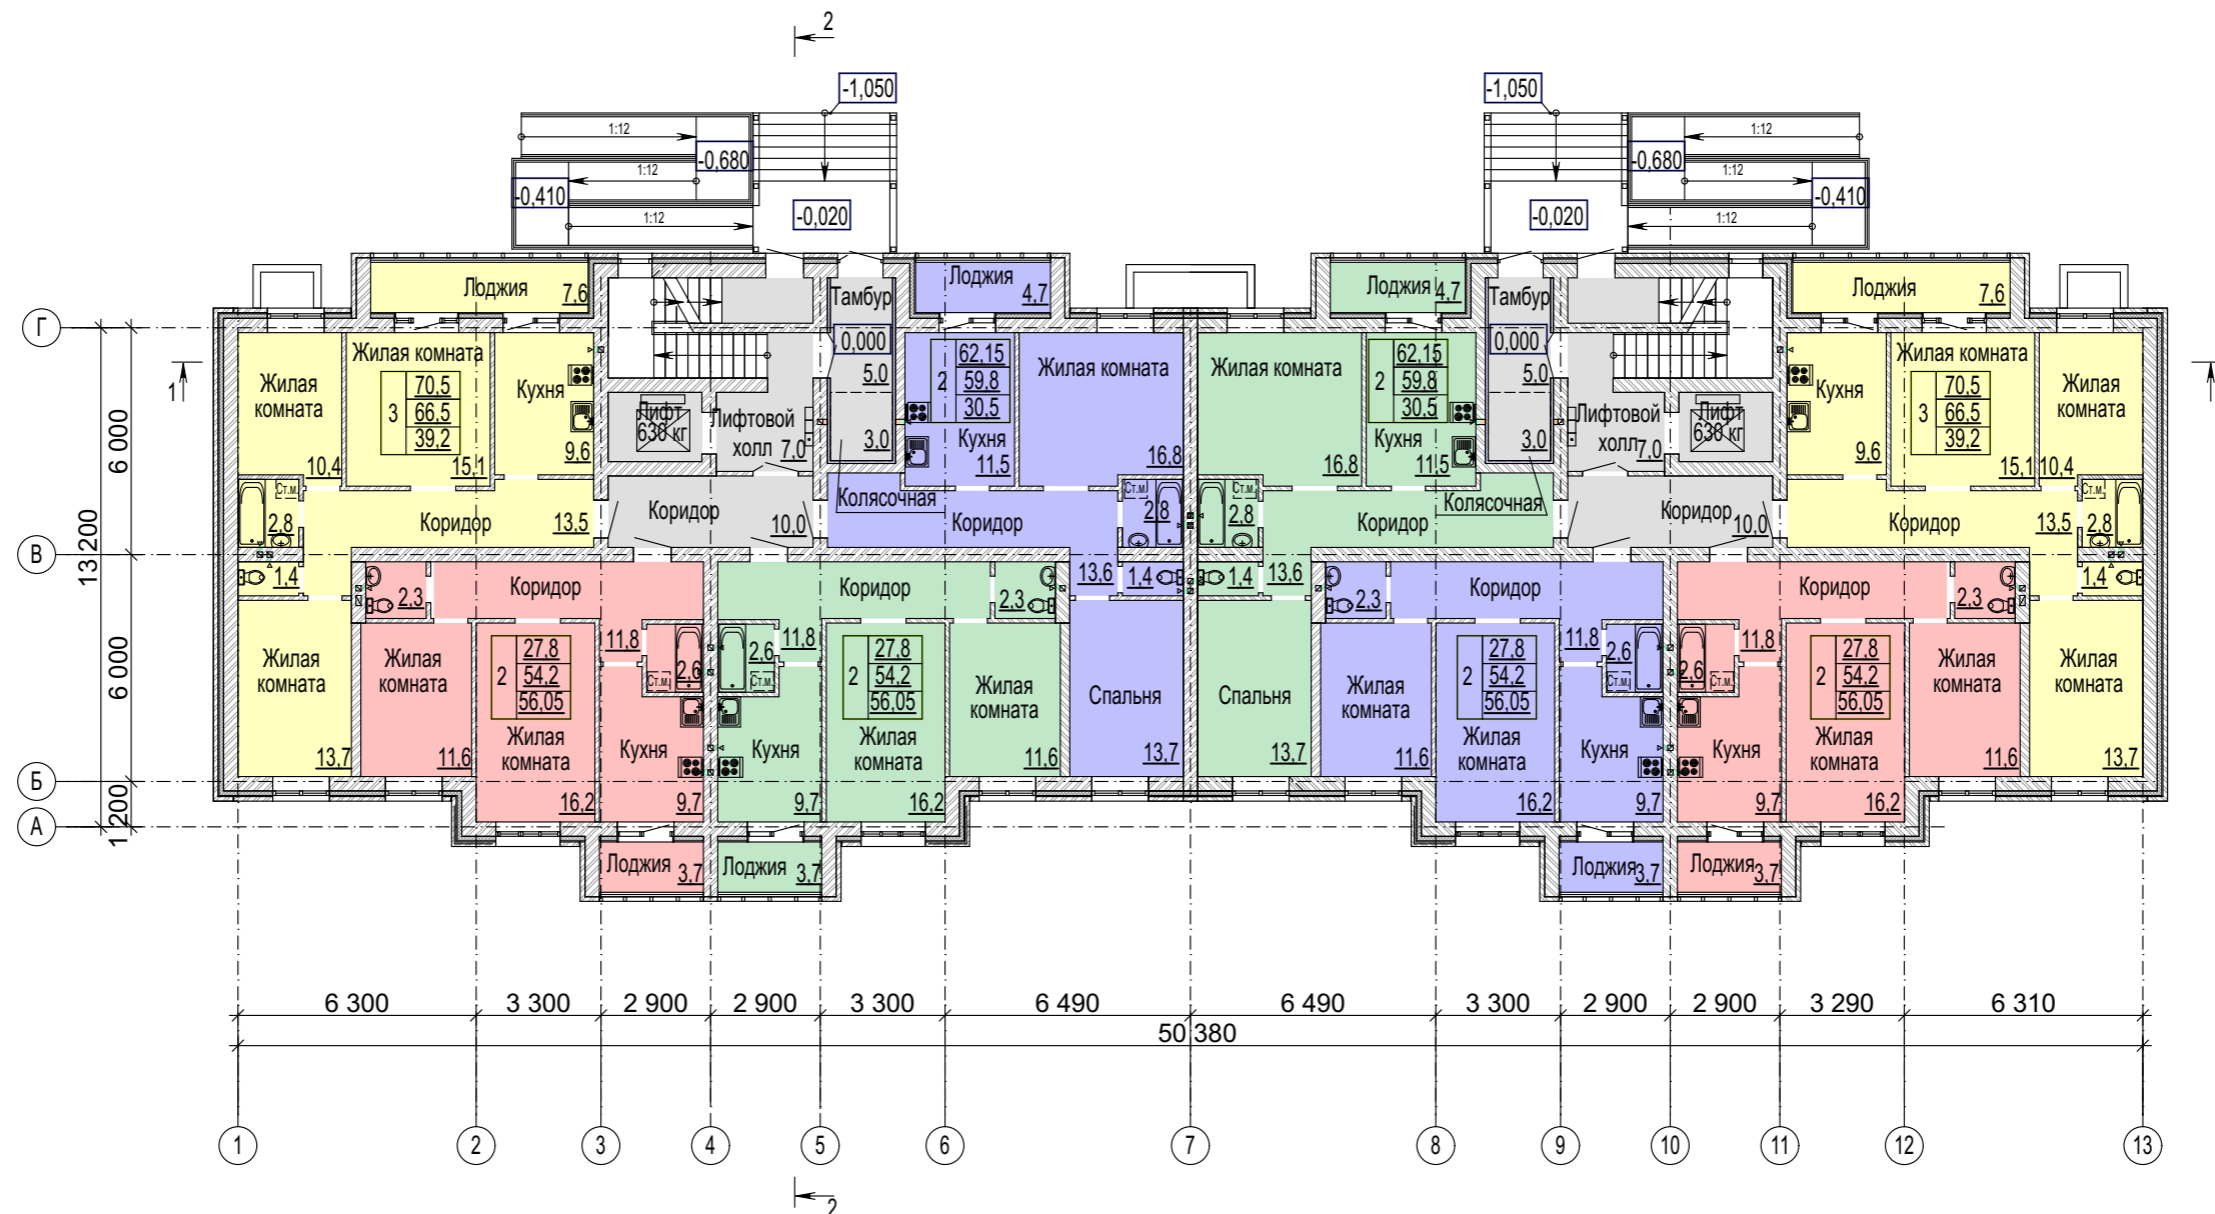 2
-1,050
-1,050
1:12
1:12
-0,680
-0,680
1:12
1:12
-0,410
-0,410
-0,020
-0,020
1:12
1:12
Лоджия
7,6
Тамбур
Лоджия
4,7
Лоджия
4,7
Тамбур
Лоджия
7,6
Г
0,000
0,000
1
Жилая
комната
10,4
Жилая комната
3
70,5
66,5
39,2
15,1
Кухня
9,6
Лифт
630 кг
Лифтовой
холл
7,0
5,0
3,0
2
62,15
59,8
30,5
Кухня
11,5
Жилая комната
16,8
Жилая комната
16,8
2
62,15
59,8
30,5
Кухня
11,5
5,0
3,0
Лифтовой
холл
7,0
Лифт
630 кг
Кухня
9,6
Жилая комната
3
70,5
66,5
39,2
15,1
Жилая
комната
10,4
Ст.м.
2,8
Коридор
13,5
Коридор
10,0
Колясочная
Коридор
Ст.м.
2,8
Ст.м.
2,8
Колясочная
Коридор
Коридор
10,0
Коридор
13,5
Ст.м.
2,8
В
1,4
2,3
Коридор
Коридор
2,3
13,6
1,4
1,4
13,6
2,3
Коридор
Коридор
2,3
1,4
Жилая
комната
13,7
Жилая
комната
11,6
2
27,8
54,2
56,05
Жилая
комната
16,2
11,8
2,6
Ст.м.
Кухня
9,7
11,8
2,6
Ст.м.
Кухня
9,7
2
27,8
54,2
56,05
Жилая
комната
16,2
Жилая
комната
11,6
Спальня
13,7
Спальня
13,7
Жилая
комната
11,6
2
27,8
54,2
56,05
Жилая
комната
16,2
11,8
2,6
Ст.м.
Кухня
9,7
11,8
2,6
Ст.м.
Кухня
9,7
2
27,8
54,2
56,05
Жилая
комната
16,2
Жилая
комната
11,6
Жилая
комната
13,7
Б
А
Лоджия
3,7
Лоджия
3,7
Лоджия
3,7
Лоджия
3,7
6 000
6 000
1 200
13 200
6 300
3 300
2 900
2 900
3 300
6 490
6 490
3 300
2 900
2 900
3 290
6 310
50 380
1
2
3
4
5
6
7
8
9
10
11
12
13
2